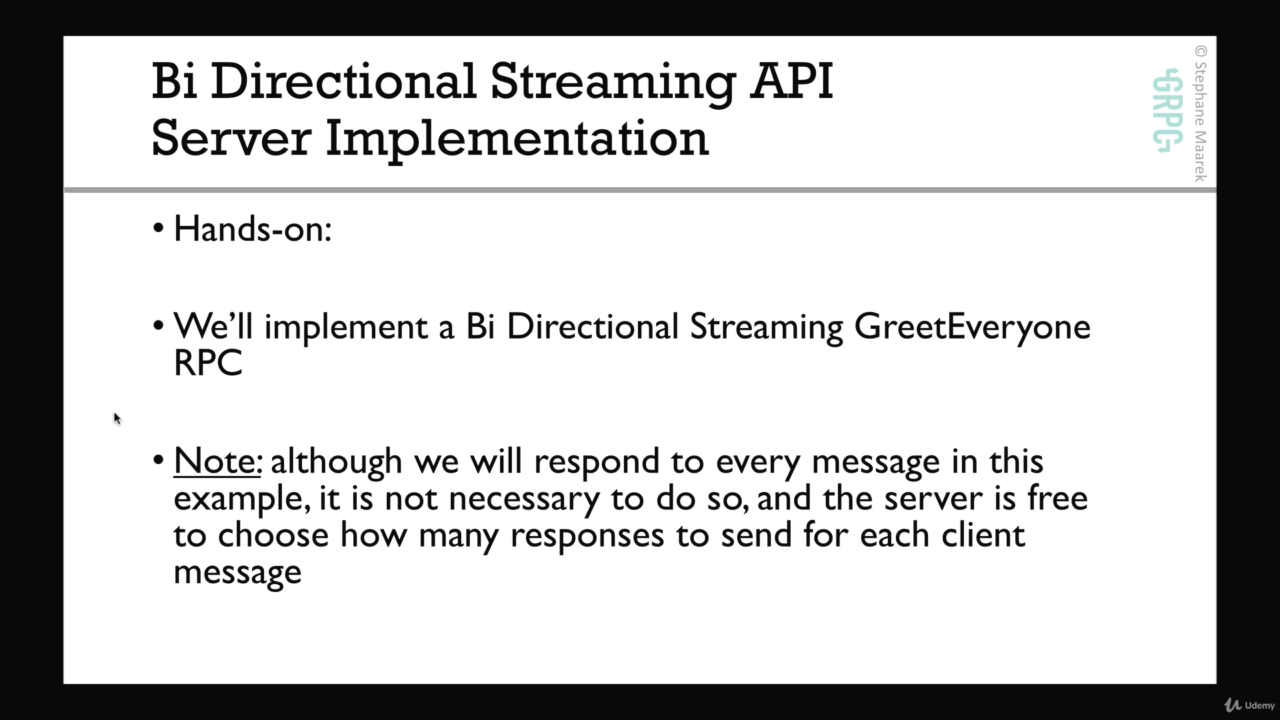 Bi Directional Streaming API
Server Implementation
© Stephane Maarek
GRPC
• Hands-on:
• We’ll implement a Bi Directional Streaming GreetEveryone
RPC
• Note: although we will respond to every message in this
example, it is not necessary to do so, and the server is free
to choose how many responses to send for each client
message
Udemy